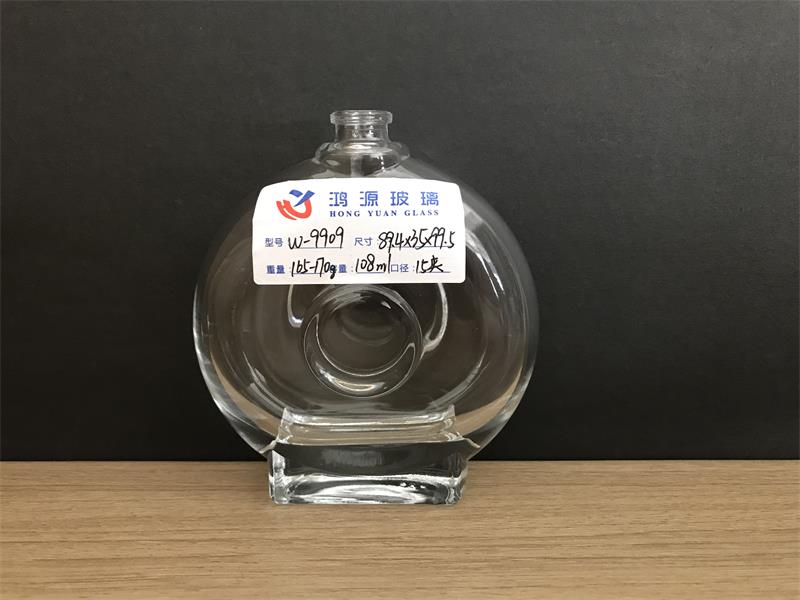 鸿源玻璃
HONG YUAN GLASS
型号 W-9909 尺寸 89.4x35x99.5
重量: 165-170g 量: 108ml 口径: 15夹